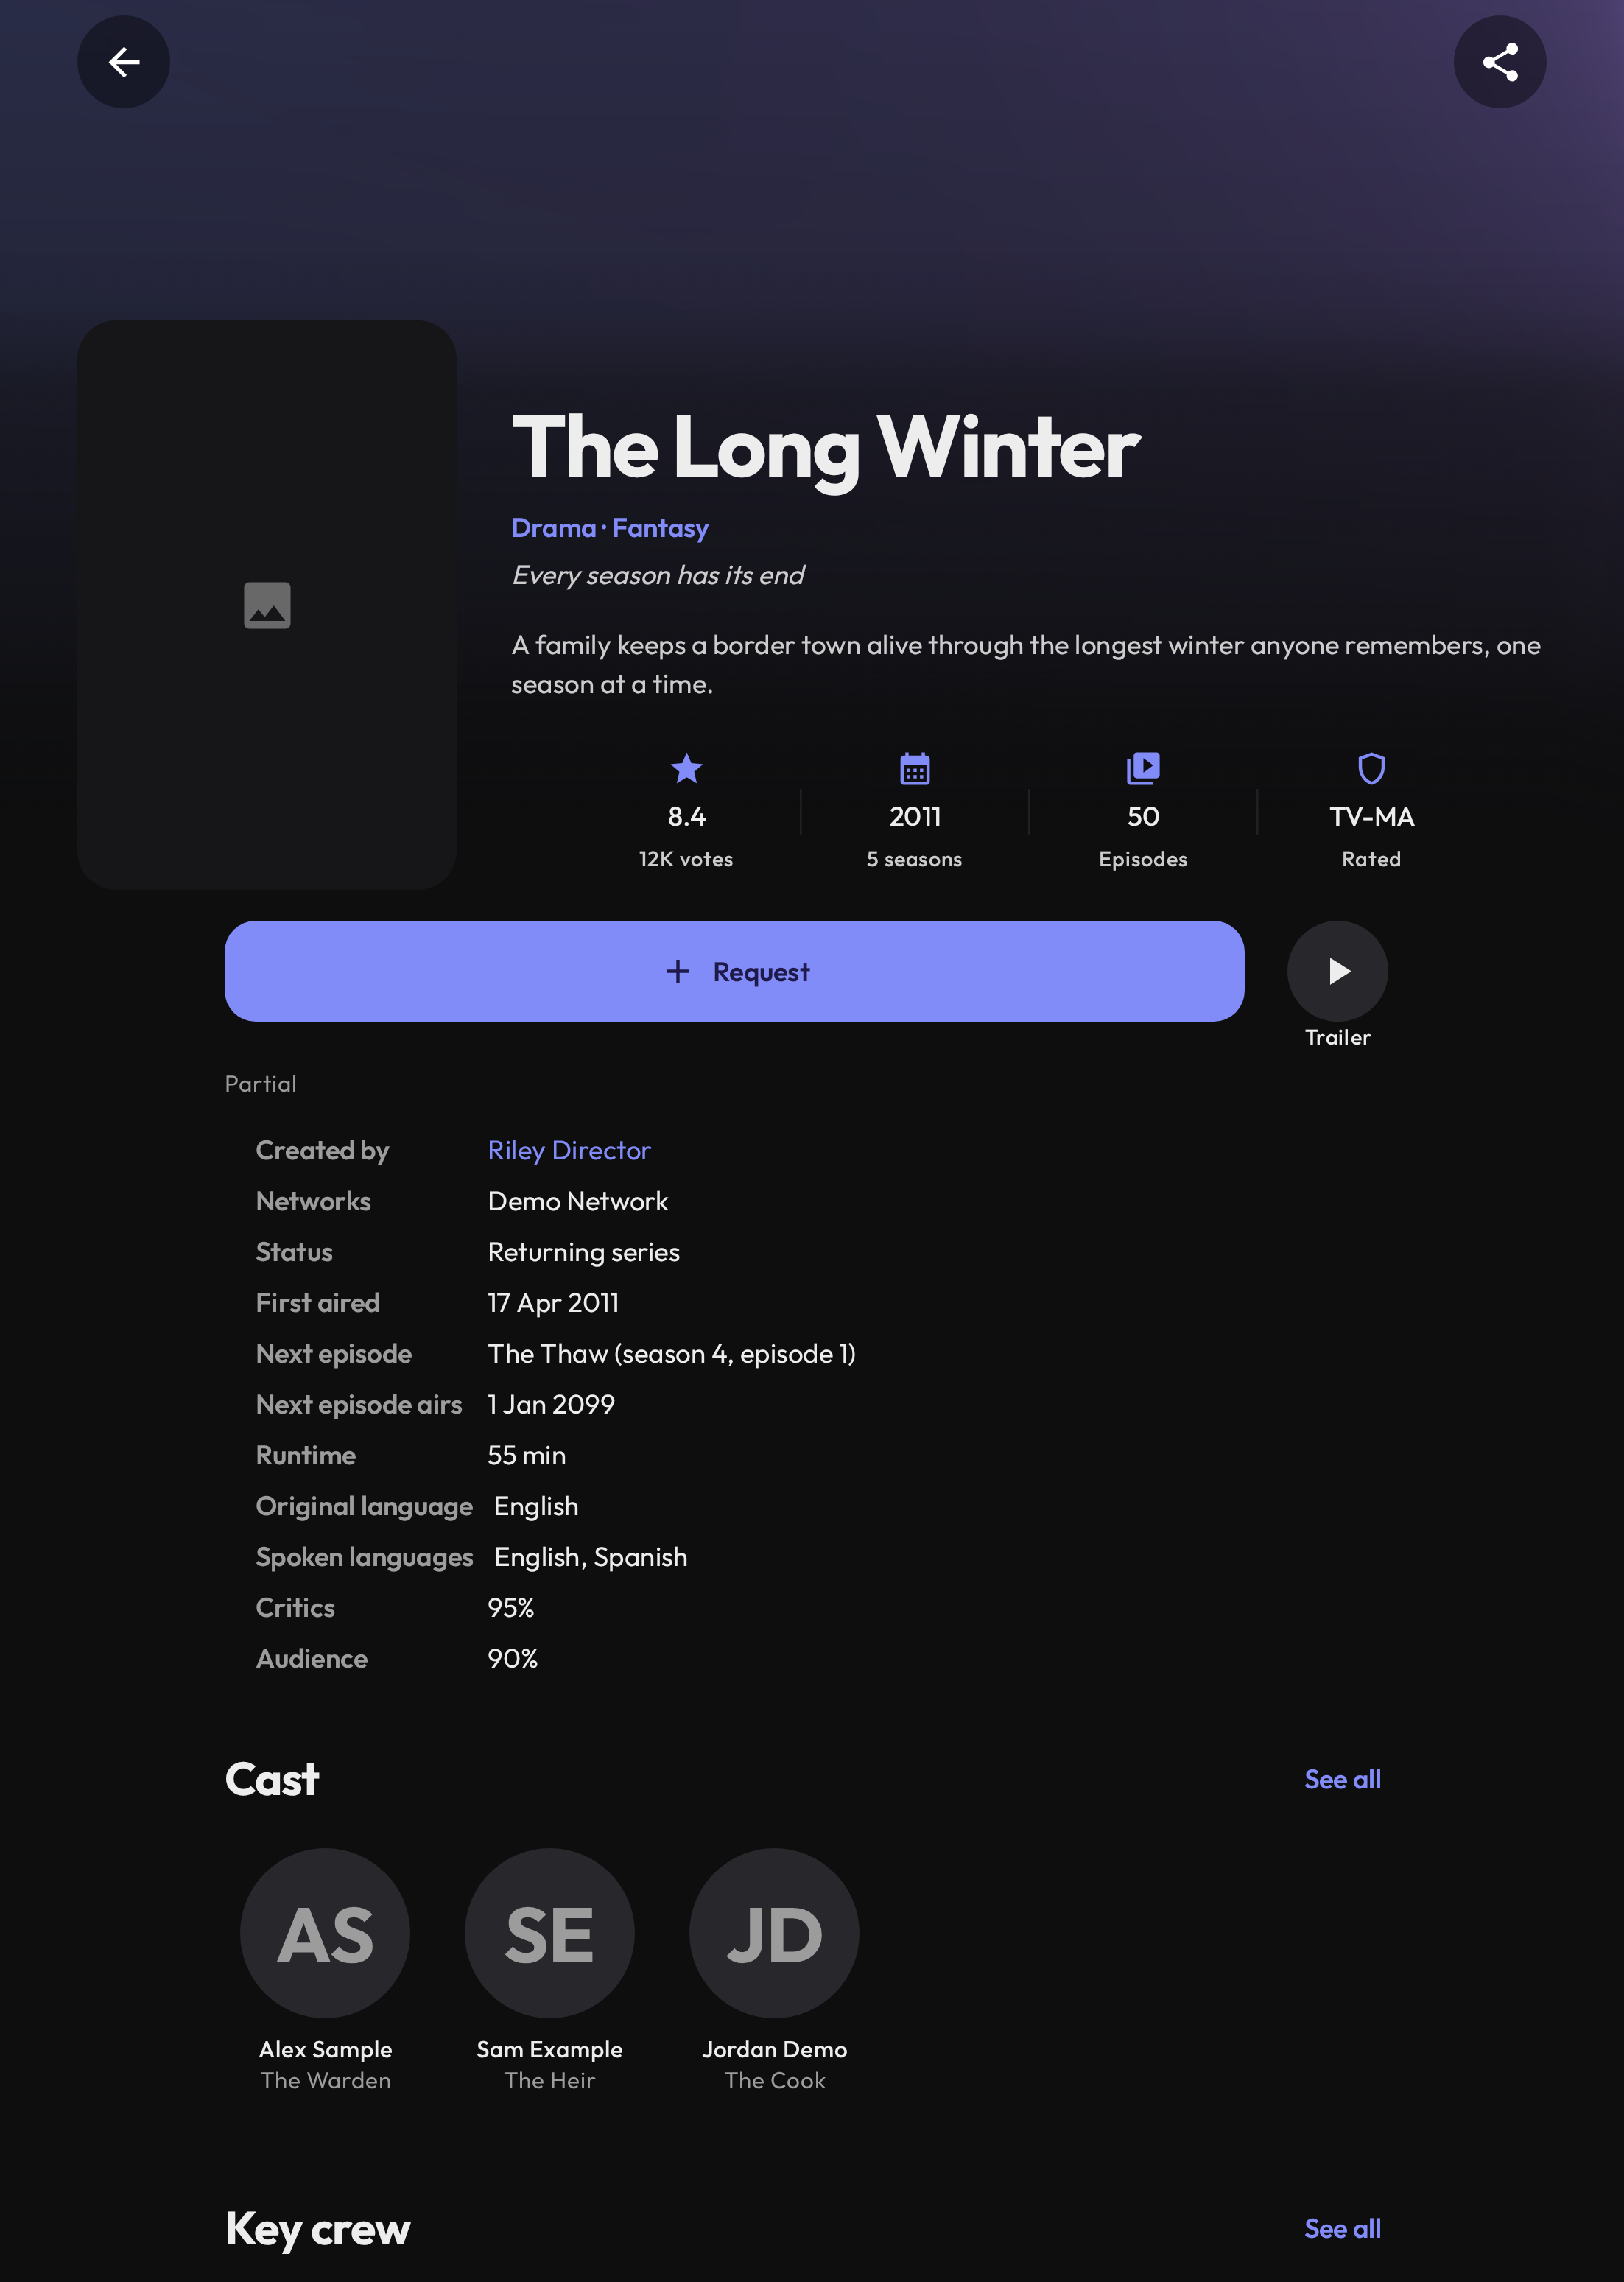 The Long Winter
Drama · Fantasy
Every season has its end
A family keeps a border town alive through the longest winter anyone remembers, one
season at a time.
8.4
12K votes
2011
5 seasons
50
Episodes
TV-MA
Rated
Request
Trailer
Partial
Created by Riley Director
Networks Demo Network
Status Returning series
First aired 17 Apr 2011
Next episode The Thaw (season 4, episode 1)
Next episode airs 1 Jan 2099
Runtime 55 min
Original language English
Spoken languages English, Spanish
Critics 95%
Audience 90%
Cast
See all
AS
Alex Sample
The Warden
SE
Sam Example
The Heir
JD
Jordan Demo
The Cook
Key crew
See all